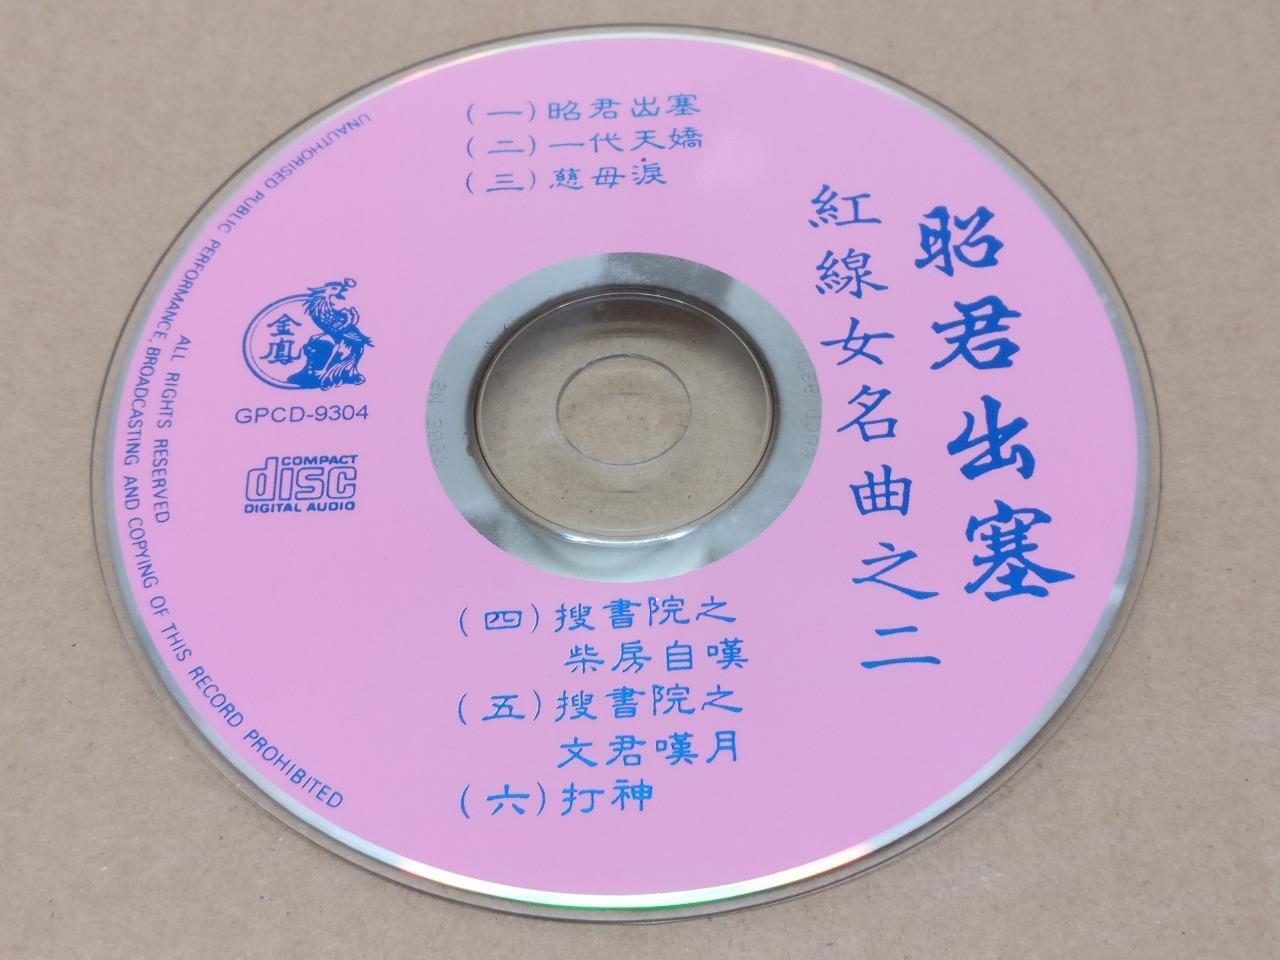 昭君出塞
紅線女名曲之二
(一)昭君出塞
(二)一代天嬌
(三)慈母淚
金鳳
GPCD-9304
COMPACT
disc
DIGITAL AUDIO
(四)搜書院之
柴房自嘆
(五)搜書院之
文君嘆月
(六)打神
ALL RIGHTS RESERVED
UNAUTHORISED PUBLIC PERFORMANCE, BROADCASTING AND COPYING OF THIS RECORD PROHIBITED